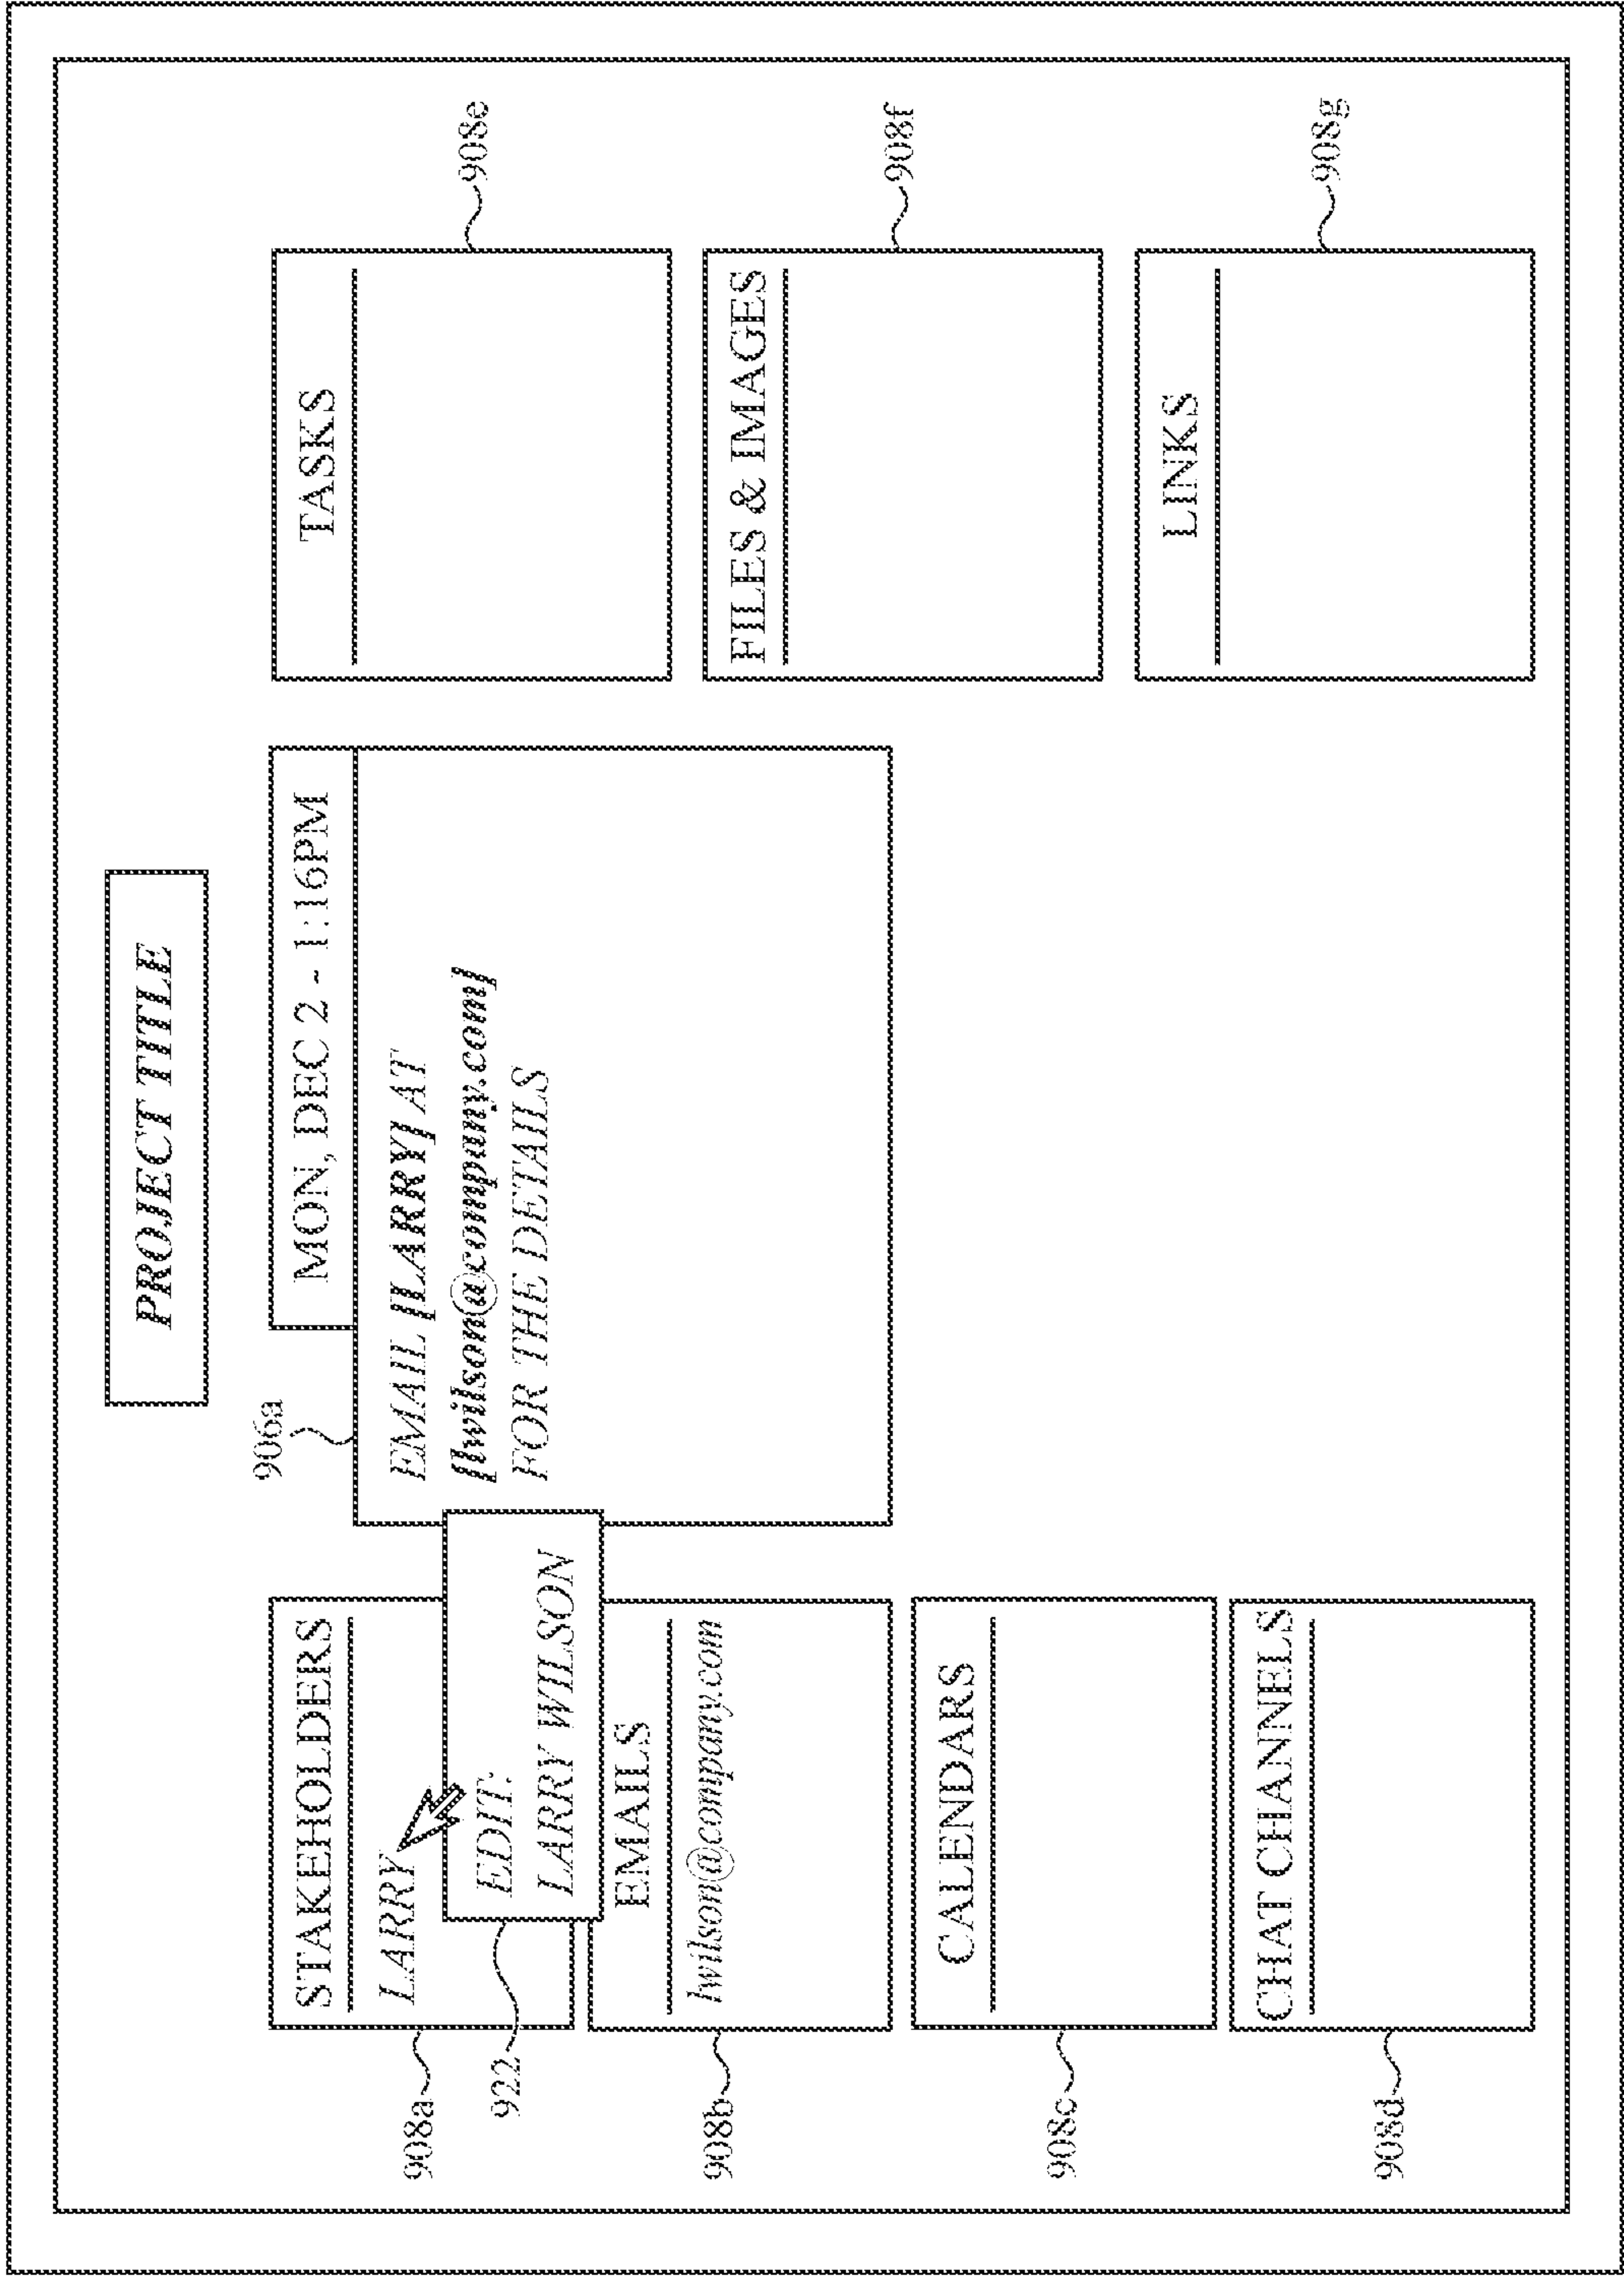 PROJECT TITLE
906a
MON, DEC 2 - 1:16PM
EMAIL [LARRY] AT
[lwilson@company.com]
FOR THE DETAILS
908a
STAKEHOLDERS
LARRY
922
EDIT:
LARRY WILSON
908b
EMAILS
lwilson@company.com
908c
CALENDARS
908d
CHAT CHANNELS
TASKS
908e
FILES & IMAGES
908f
LINKS
908g